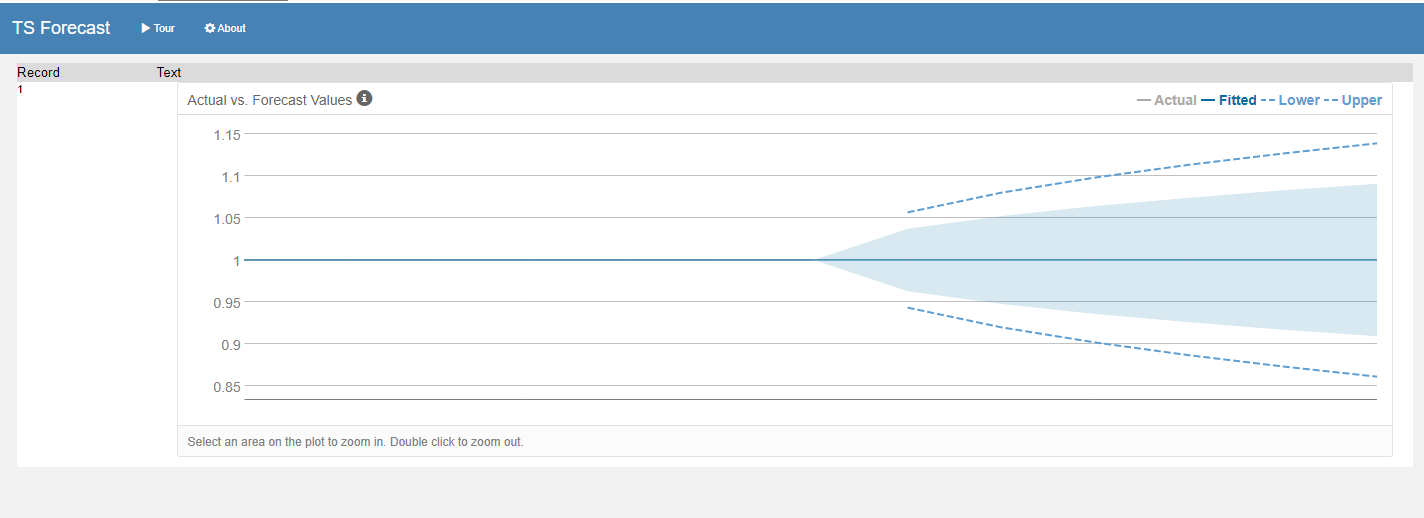 TS Forecast Tour About
Record Text
1
Actual vs. Forecast Values Actual Fitted Lower Upper
1.15
1.1
1.05
1
0.95
0.9
0.85
Select an area on the plot to zoom in. Double click to zoom out.